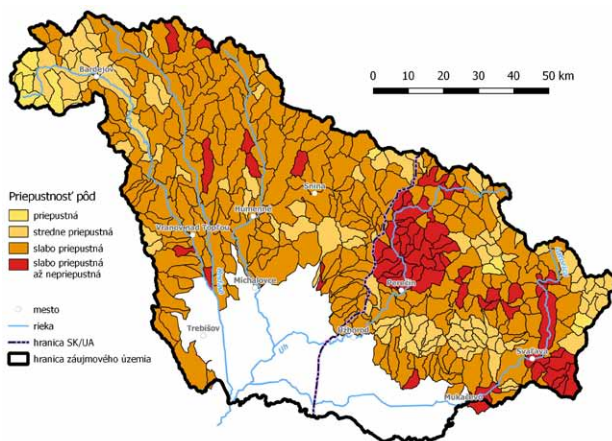 0 10 20 30 40 50 km
Bardejov
Priepustnosť pôd
priepustná
stredne priepustná
slabo priepustná
slabo priepustná
až nepriepustná
mesto
rieka
hranica SK/UA
hranica záujmového územia
Snina
Humenné
Vranov nad Topľou
Michalovce
Perečín
Trebišov
Užhorod
Uh
Svaľava
Mukačevo